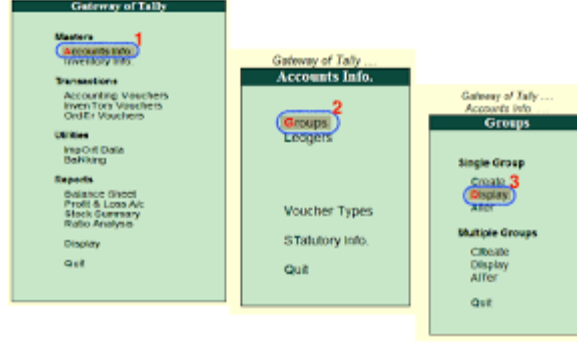 Gateway of Tally
Masters
Accounts Info.
1
Inventory Info.
Transactions
Accounting Vouchers
InvenTory Vouchers
OrdEr Vouchers
Utilities
ImpOrt Data
BaNking
Reports
Balance Sheet
Profit & Loss A/c
Stock Summary
Ratio Analysis
Display
Quit
Gateway of Tally ....
Accounts Info.
Groups
2
Ledgers
Voucher Types
STatutory Info.
Quit
Gateway of Tally ....
Accounts Info. ...
Groups
Single Group
Create
3
Display
Alter
Multiple Groups
CReate
DIsplay
AlTer
Quit